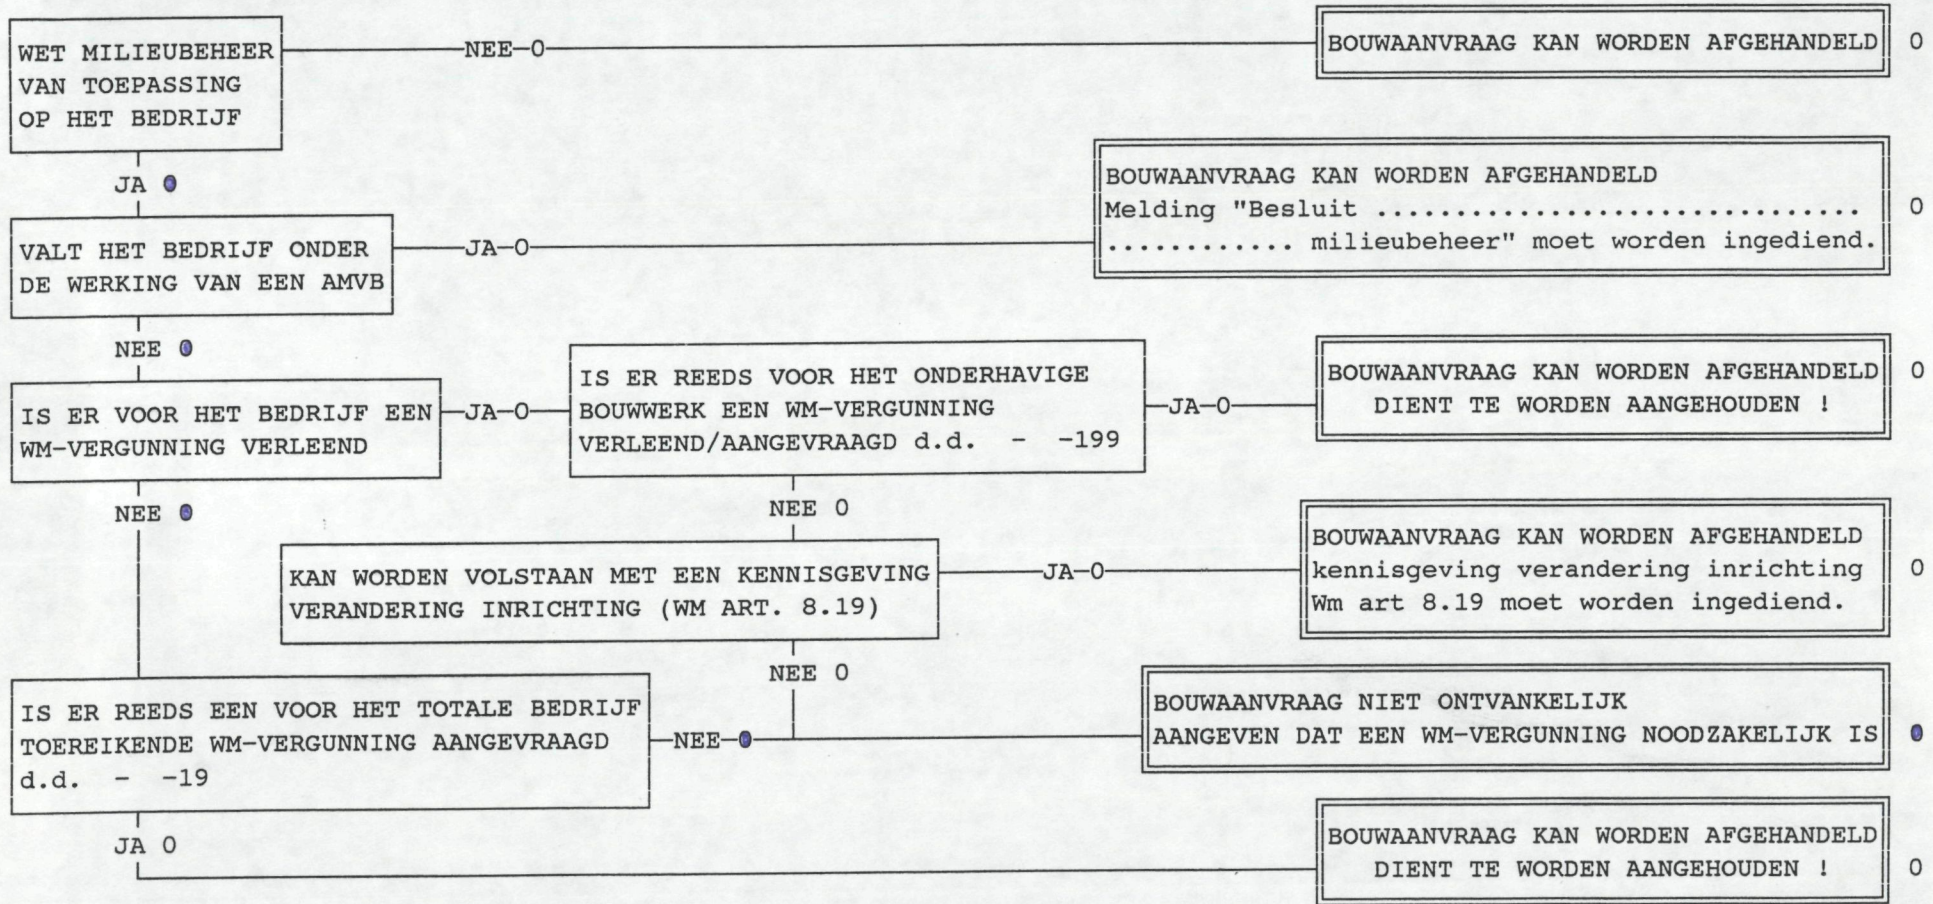 WET MILIEUBEHEER
VAN TOEPASSING
OP HET BEDRIJF
NEE 0
BOUWAANVRAAG KAN WORDEN AFGEHANDELD 0
JA 0
BOUWAANVRAAG KAN WORDEN AFGEHANDELD
Melding "Besluit .............................. 0
............ milieubeheer" moet worden ingediend.
VALT HET BEDRIJF ONDER
DE WERKING VAN EEN AMVB
JA 0
NEE 0
IS ER VOOR HET BEDRIJF EEN
WM-VERGUNNING VERLEEND
JA 0
IS ER REEDS VOOR HET ONDERHAVIGE
BOUWWERK EEN WM-VERGUNNING
VERLEEND/AANGEVRAAGD d.d. - -199
JA 0
BOUWAANVRAAG KAN WORDEN AFGEHANDELD 0
DIENT TE WORDEN AANGEHOUDEN !
NEE 0
NEE 0
KAN WORDEN VOLSTAAN MET EEN KENNISGEVING
VERANDERING INRICHTING (WM ART. 8.19)
JA 0
BOUWAANVRAAG KAN WORDEN AFGEHANDELD
kennisgeving verandering inrichting 0
Wm art 8.19 moet worden ingediend.
NEE 0
IS ER REEDS EEN VOOR HET TOTALE BEDRIJF
TOEREIKENDE WM-VERGUNNING AANGEVRAAGD
d.d. - -19
NEE 0
BOUWAANVRAAG NIET ONTVANKELIJK
AANGEVEN DAT EEN WM-VERGUNNING NOODZAKELIJK IS 0
JA 0
BOUWAANVRAAG KAN WORDEN AFGEHANDELD
DIENT TE WORDEN AANGEHOUDEN ! 0